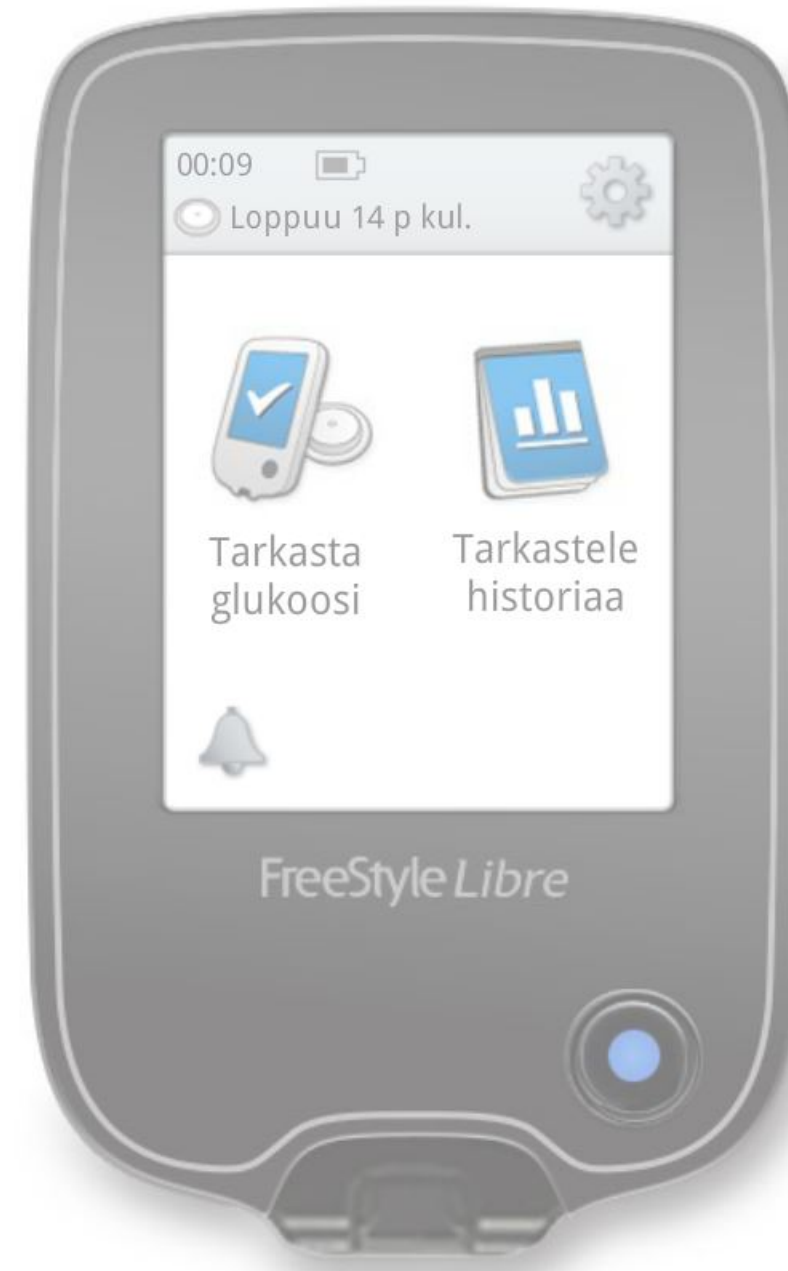 00:09
Loppuu 14 p kul.
Tarkasta
glukoosi
Tarkastele
historiaa
FreeStyle Libre